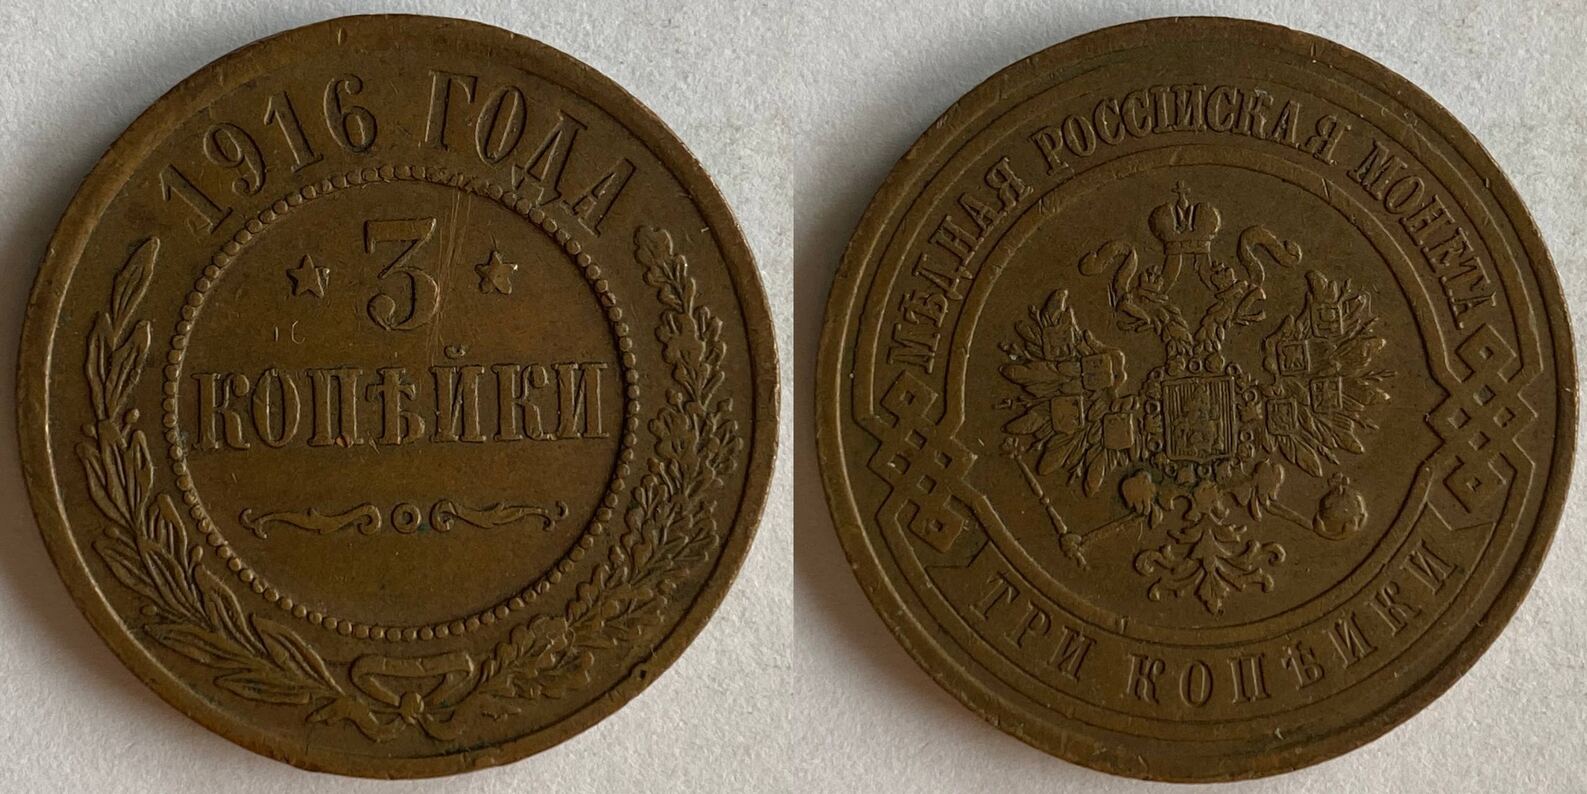 1916 ГОДА
3
КОПѢЙКИ
МѢДНАЯ РОССІЙСКАЯ МОНЕТА
ТРИ КОПѢЙКИ